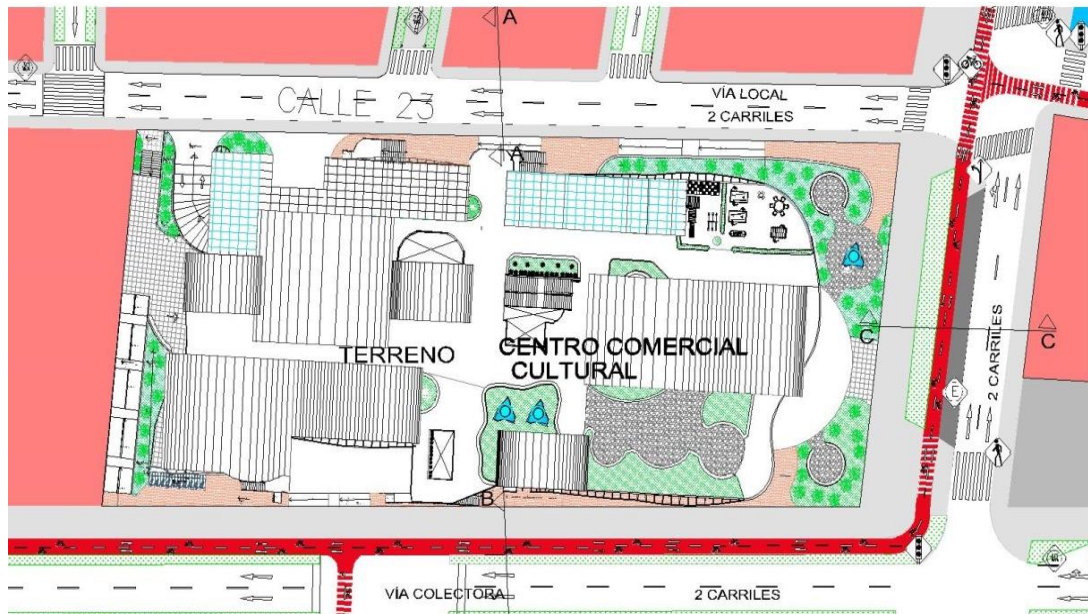 A
CALLE 23
VÍA LOCAL
2 CARRILES
A
TERRENO
CENTRO COMERCIAL
CULTURAL
C
C
2 CARRILES
E
B
VÍA COLECTORA
2 CARRILES